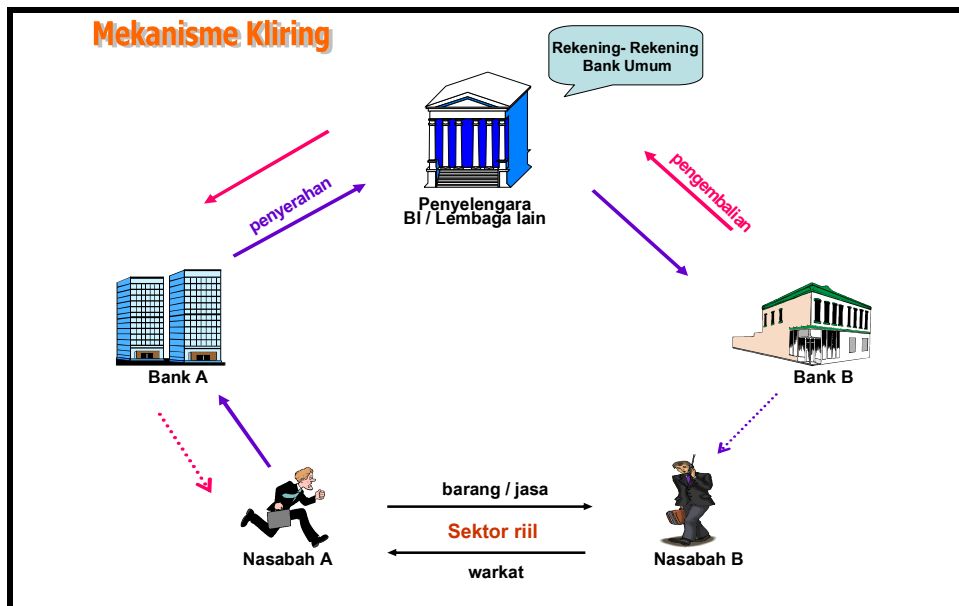 Mekanisme Kliring
Rekening- Rekening
Bank Umum
penyerahan
pengembalian
Penyelengara
BI / Lembaga lain
Bank A
Bank B
barang / jasa
Sektor riil
Nasabah A
Nasabah B
warkat